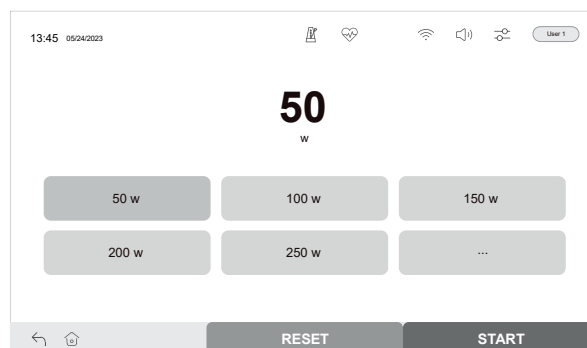 13:45 05/24/2023 User 1
50
w
50 w 100 w 150 w
200 w 250 w ...
RESET START